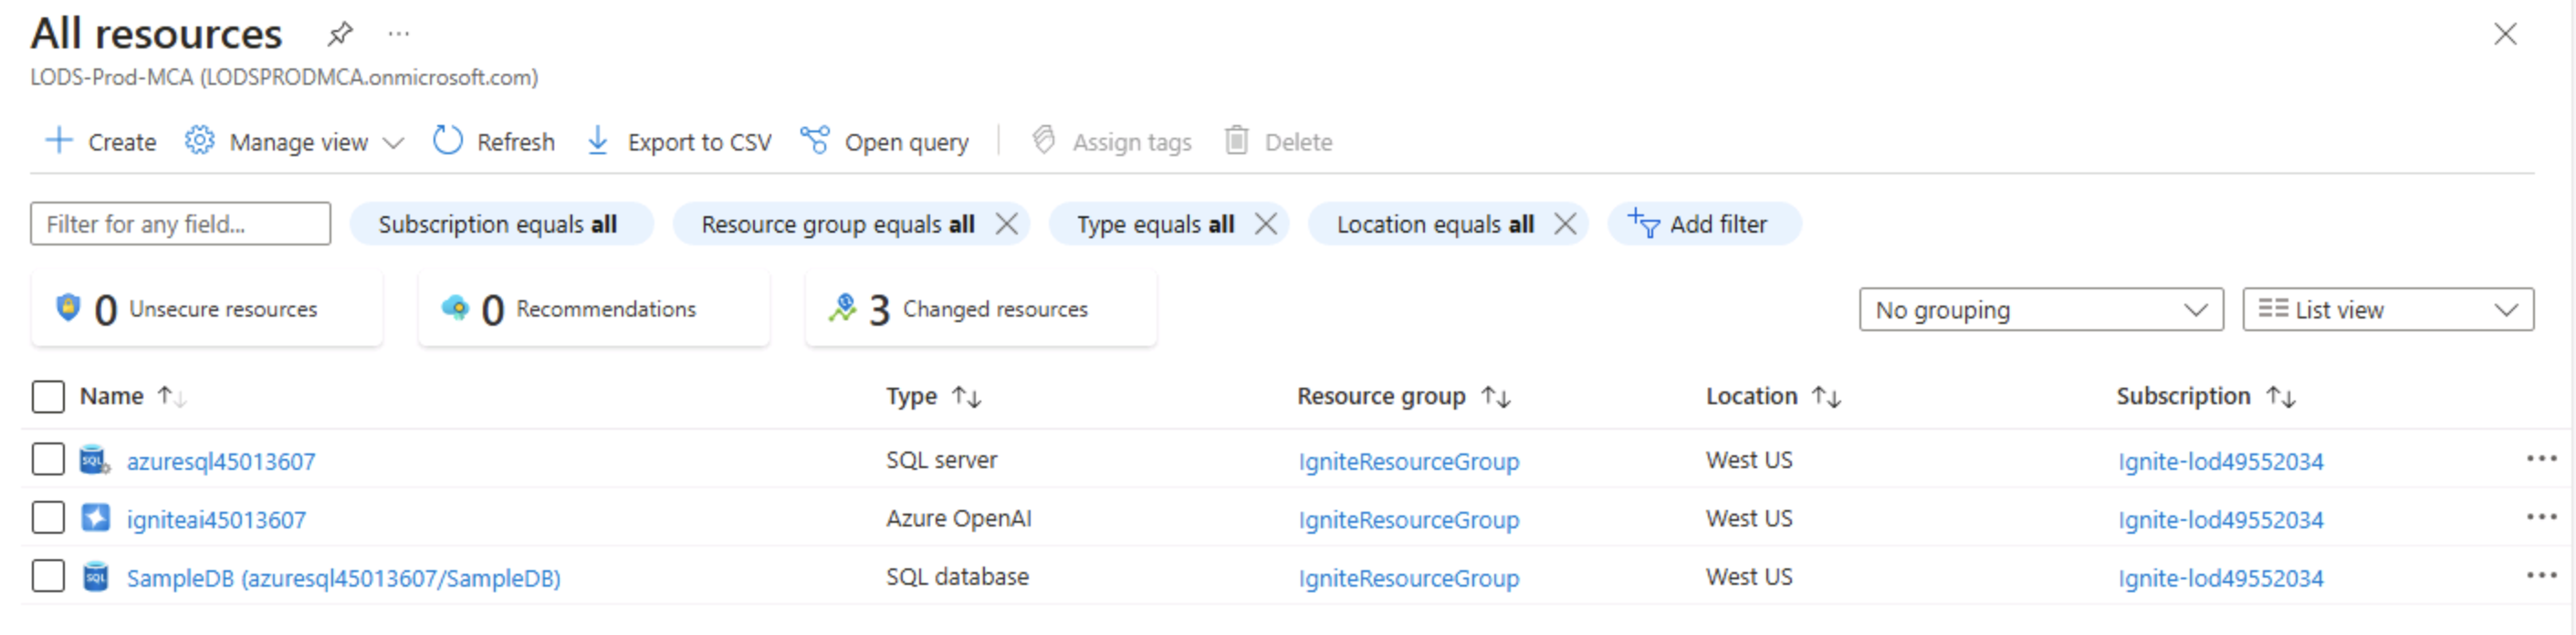 All resources ...
LODS-Prod-MCA (LODSPRODMCA.onmicrosoft.com)
Create Manage view Refresh Export to CSV Open query Assign tags Delete
Filter for any field... Subscription equals all Resource group equals all Type equals all Location equals all Add filter
0 Unsecure resources 0 Recommendations 3 Changed resources No grouping List view
Name Type Resource group Location Subscription
SQL azuresql45013607 SQL server IgniteResourceGroup West US Ignite-lod49552034 ...
igniteai45013607 Azure OpenAI IgniteResourceGroup West US Ignite-lod49552034 ...
SQL SampleDB (azuresql45013607/SampleDB) SQL database IgniteResourceGroup West US Ignite-lod49552034 ...